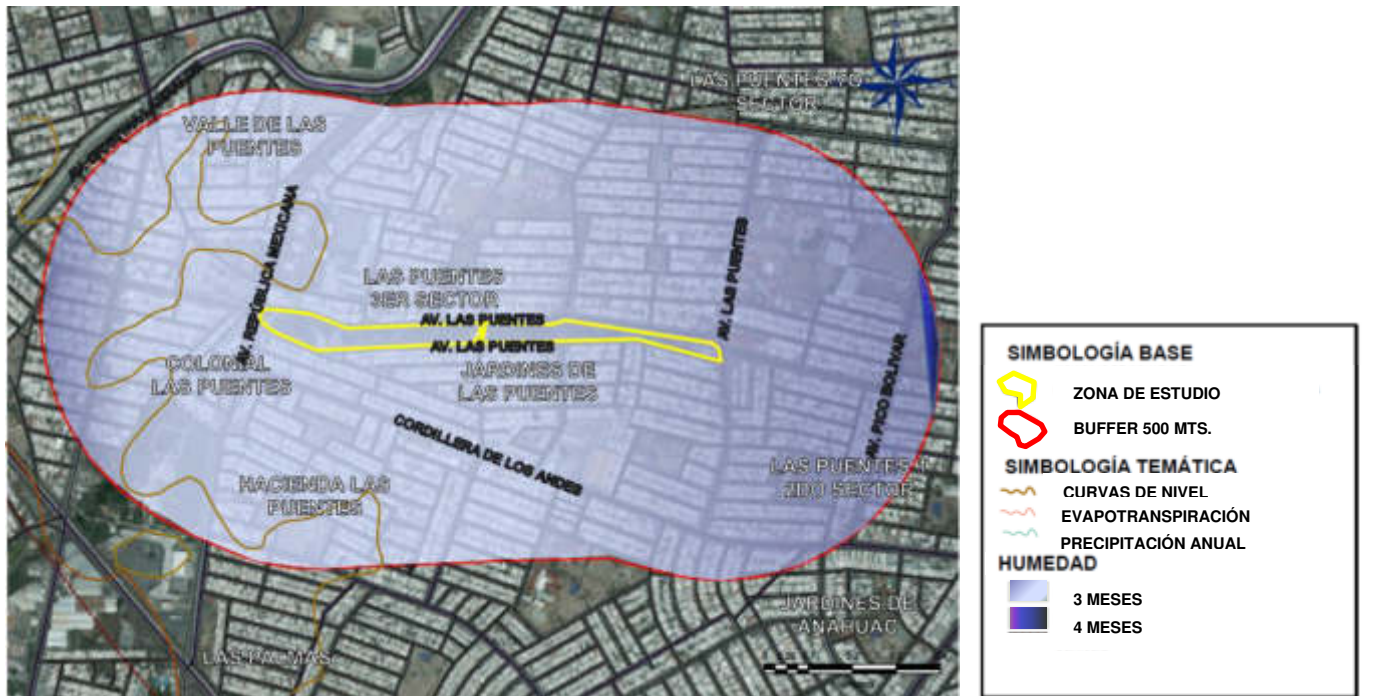 LAS PUENTES 7O
SECTOR
VALLE DE LAS
PUENTES
AV. REPÚBLICA MEXICANA
LAS PUENTES
3ER SECTOR
AV. LAS PUENTES
AV. LAS PUENTES
AV. LAS PUENTES
COLONIAL
LAS PUENTES
JARDINES DE
LAS PUENTES
AV. PICO BOLIVAR
CORDILLERA DE LOS ANDES
LAS PUENTES
2DO SECTOR
HACIENDA LAS
PUENTES
JARDINES DE
ANAHUAC
LAS PALMAS
SIMBOLOGÍA BASE
ZONA DE ESTUDIO
BUFFER 500 MTS.
SIMBOLOGÍA TEMÁTICA
CURVAS DE NIVEL
EVAPOTRANSPIRACIÓN
PRECIPITACIÓN ANUAL
HUMEDAD
3 MESES
4 MESES